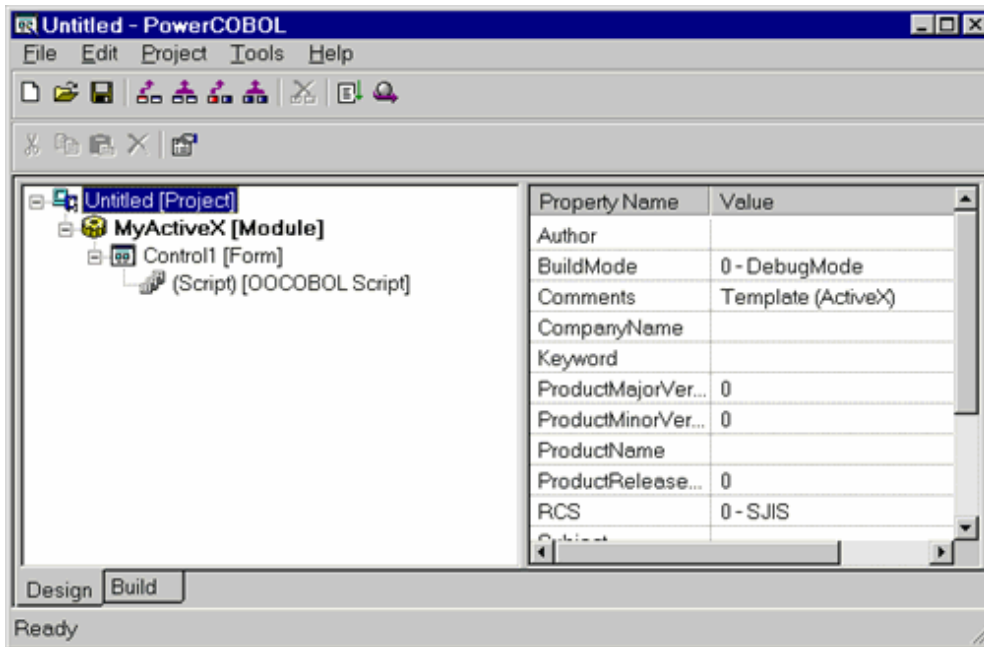 Untitled - PowerCOBOL
File Edit Project Tools Help
Untitled [Project]
MyActiveX [Module]
Control1 [Form]
(Script) [OOCOBOL Script]
Property Name Value
Author
BuildMode 0 - DebugMode
Comments Template (ActiveX)
CompanyName
Keyword
ProductMajorVer... 0
ProductMinorVer... 0
ProductName
ProductRelease... 0
RCS 0 - SJIS
Subject
Design Build
Ready